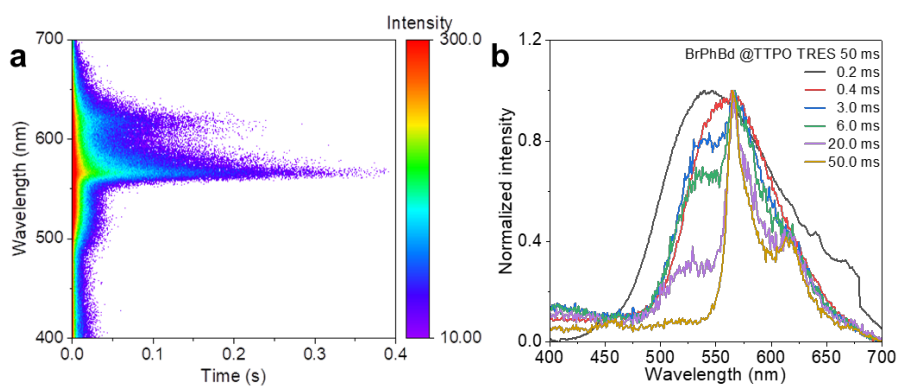 a
Intensity
700
600
500
400
Wavelength (nm)
0.0 0.1 0.2 0.3 0.4
Time (s)
300.0
10.00
b
1.2
0.8
0.4
0.0
Normalized intensity
BrPhBd @TTPO TRES 50 ms
0.2 ms
0.4 ms
3.0 ms
6.0 ms
20.0 ms
50.0 ms
400 450 500 550 600 650 700
Wavelength (nm)